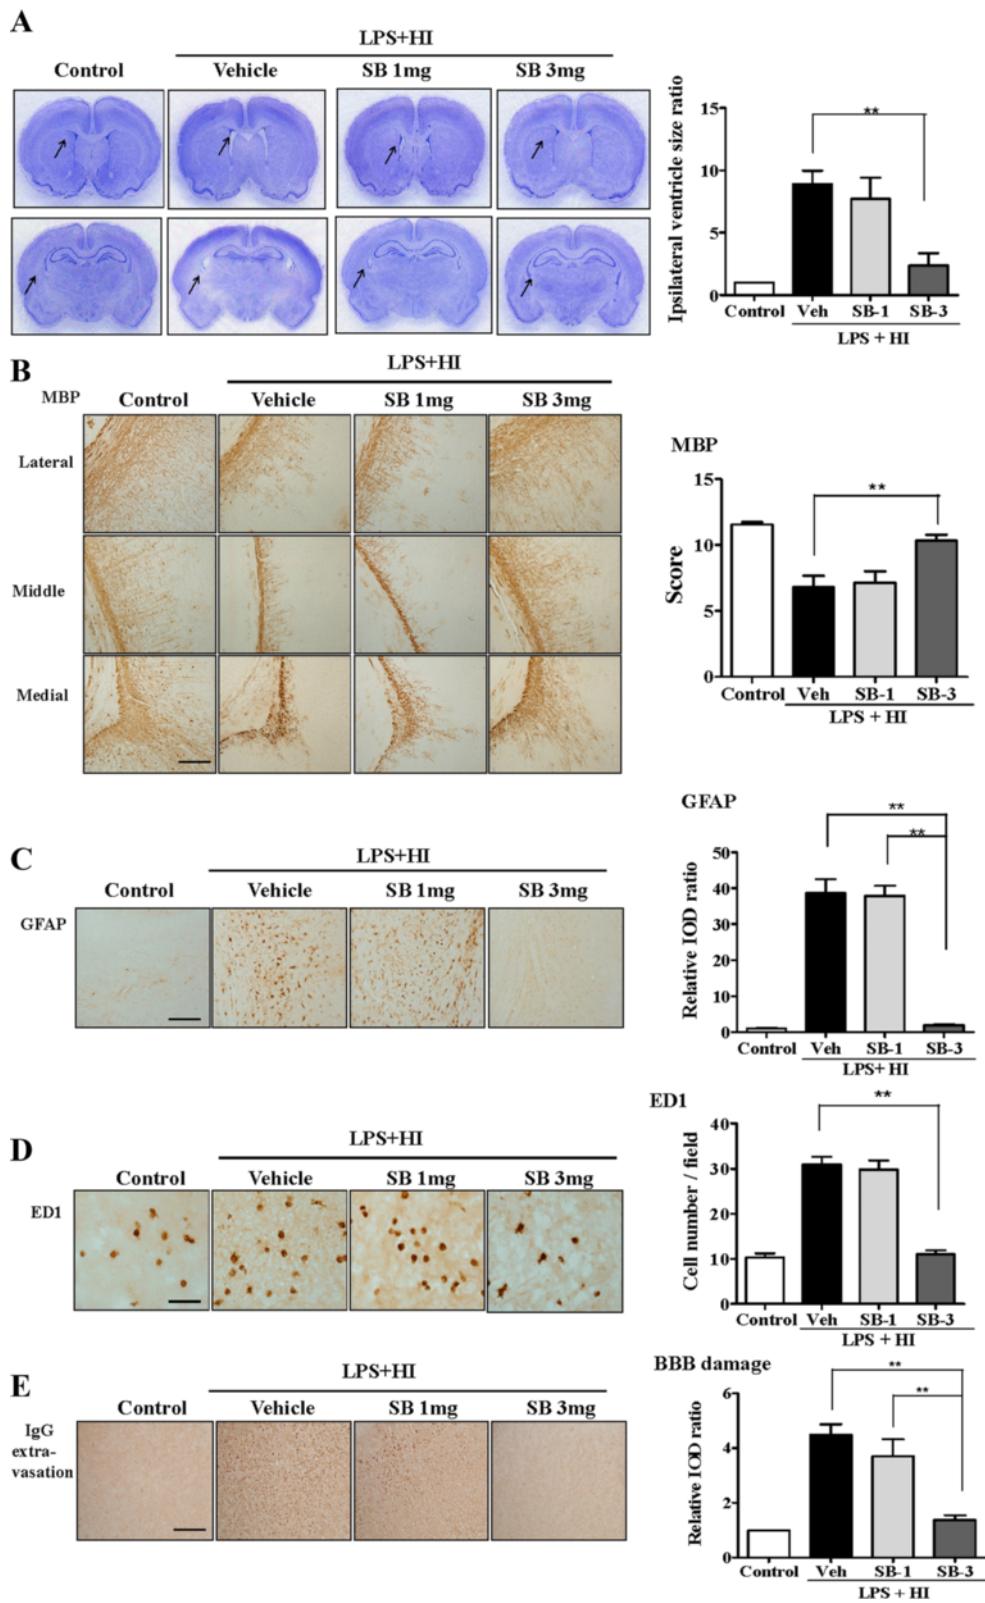 A
LPS+HI
Control Vehicle SB 1mg SB 3mg
Ipsilateral ventricle size ratio
15
10
5
0
**
Control Veh SB-1 SB-3
LPS + HI
B
LPS+HI
MBP Control Vehicle SB 1mg SB 3mg
Lateral
Middle
Medial
MBP
Score
15
10
5
0
**
Control Veh SB-1 SB-3
LPS + HI
C
LPS+HI
Control Vehicle SB 1mg SB 3mg
GFAP
GFAP
Relative IOD ratio
50
40
30
20
10
0
**
**
Control Veh SB-1 SB-3
LPS+ HI
D
LPS+HI
Control Vehicle SB 1mg SB 3mg
ED1
ED1
Cell number / field
40
30
20
10
0
**
Control Veh SB-1 SB-3
LPS + HI
E
LPS+HI
Control Vehicle SB 1mg SB 3mg
IgG
extra-
vasation
BBB damage
Relative IOD ratio
6
4
2
0
**
**
Control Veh SB-1 SB-3
LPS + HI